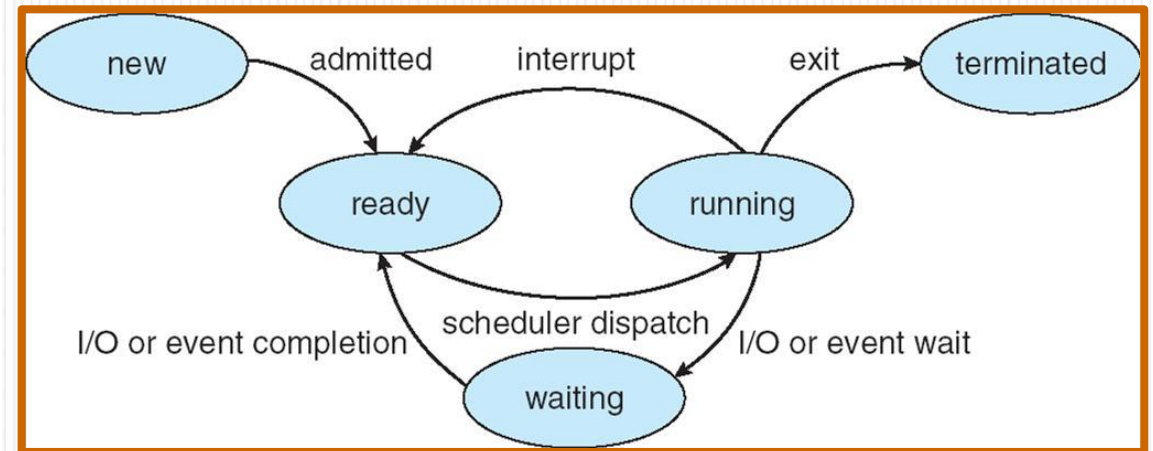 new
admitted
interrupt
exit
terminated
ready
running
scheduler dispatch
I/O or event completion
I/O or event wait
waiting